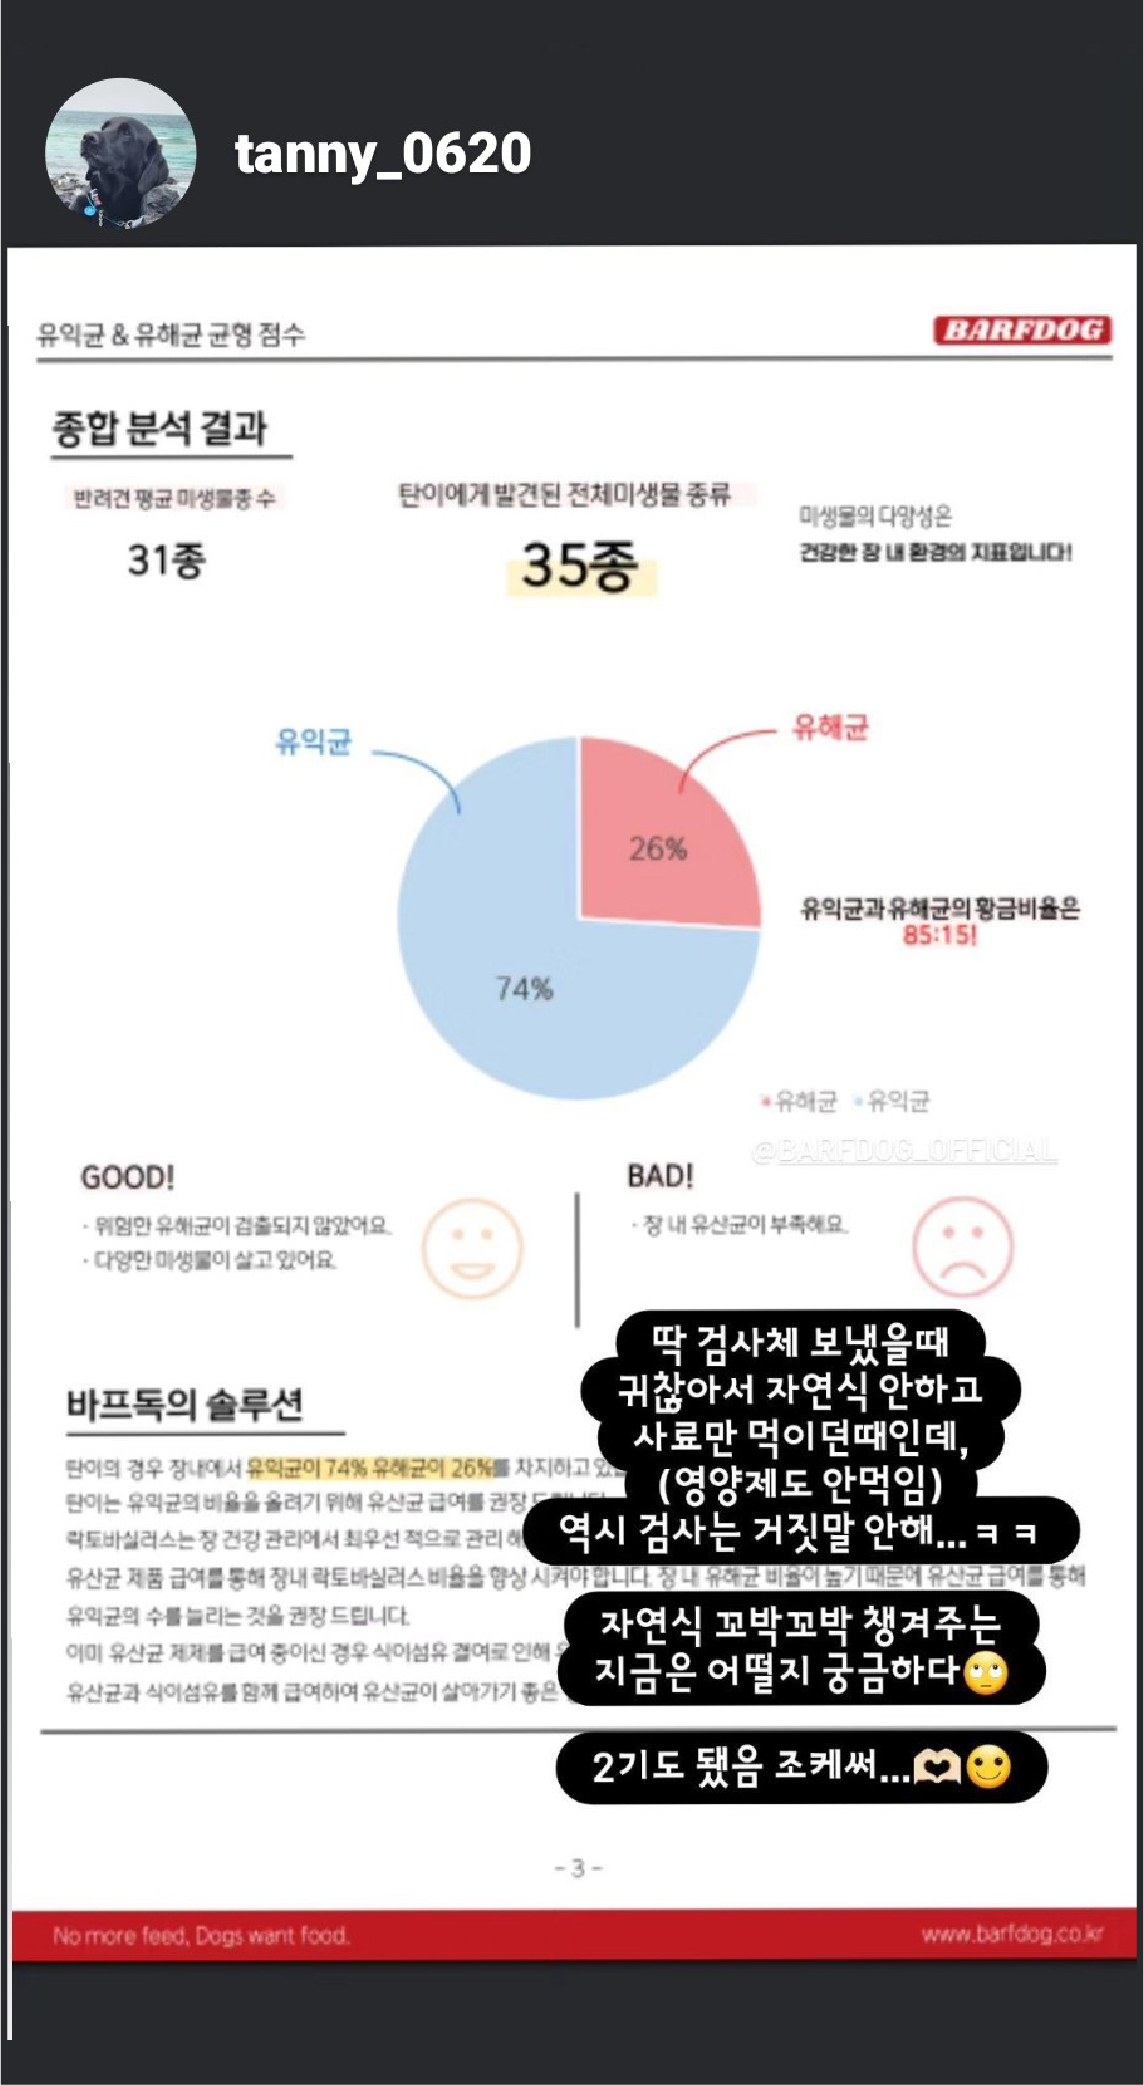 tanny_0620
유익균 & 유해균 균형 점수
BARFDOG
종합 분석 결과
반려견 평균 미생물종 수
31종
탄이에게 발견된 전체미생물 종류
35종
미생물의 다양성은
건강한 장 내 환경의 지표입니다!
유익균
유해균
26%
74%
유익균과 유해균의 황금비율은
85:15!
유해균 유익균
@BARFDOG_OFFICIAL
GOOD!
· 위험한 유해균이 검출되지 않았어요.
· 다양한 미생물이 살고 있어요.
BAD!
· 장 내 유산균이 부족해요.
딱 검사체 보냈을때
귀찮아서 자연식 안하고
사료만 먹이던때인데,
(영양제도 안먹임)
역시 검사는 거짓말 안해...ㅋㅋ
바프독의 솔루션
탄이의 경우 장내에서 유익균이 74% 유해균이 26%를 차지하고
탄이는 유익균의 비율을 올리기 위해 유산균 급여를 권장
락토바실러스는 장 건강 관리에서 최우선 적으로 관리
유산균 제품 급여를 통해 장내 락토바실러스 비율을 향상 시켜야합니다. 장 내 유해균 비율이 높기 때문에 유산균 급여를 통해
유익균의 수를 늘리는 것을 권장 드립니다.
이미 유산균 제제를 급여 중이신 경우 식이섬유 결여로 인해
유산균과 식이섬유를 함께 급여하여 유산균이 살아가기 좋은
자연식 꼬박꼬박 챙겨주는
지금은 어떨지 궁금하다🙄
2기도 됐음 조케써...🫶🏻🙂
- 3 -
No more feed, Dogs want food.
www.barfdog.co.kr